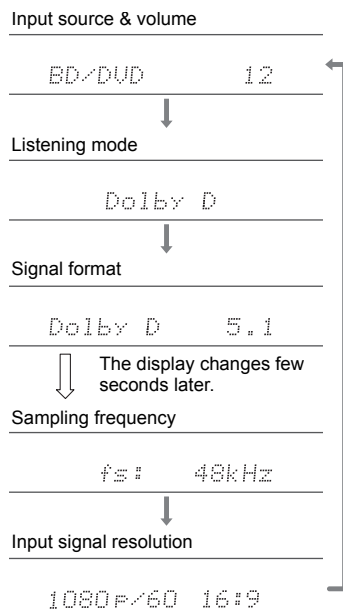 Input source & volume
BD/DVD 12
Listening mode
Dolby D
Signal format
Dolby D 5.1
The display changes few
seconds later.
Sampling frequency
fs: 48kHz
Input signal resolution
1080p/60 16:9